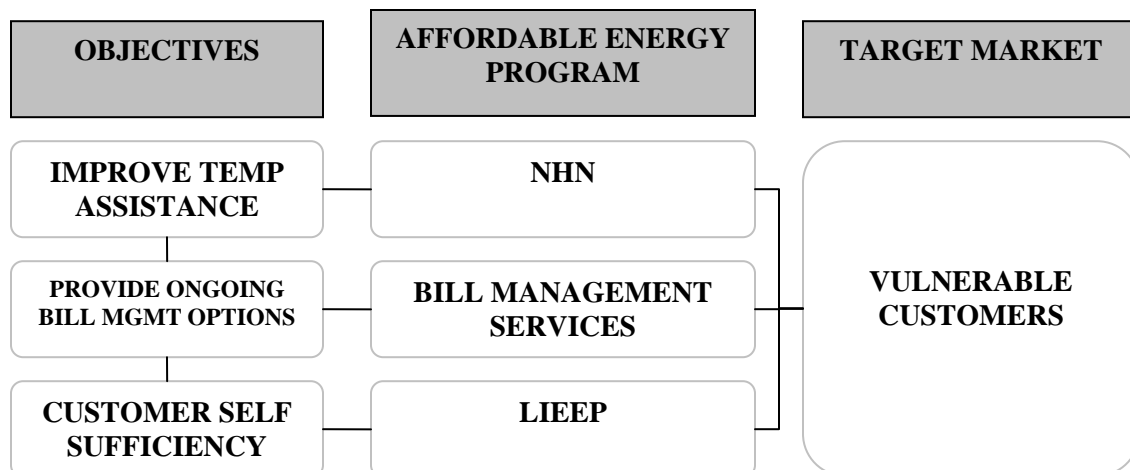 OBJECTIVES
AFFORDABLE ENERGY
PROGRAM
TARGET MARKET
IMPROVE TEMP
ASSISTANCE
NHN
PROVIDE ONGOING
BILL MGMT OPTIONS
BILL MANAGEMENT
SERVICES
VULNERABLE
CUSTOMERS
CUSTOMER SELF
SUFFICIENCY
LIEEP